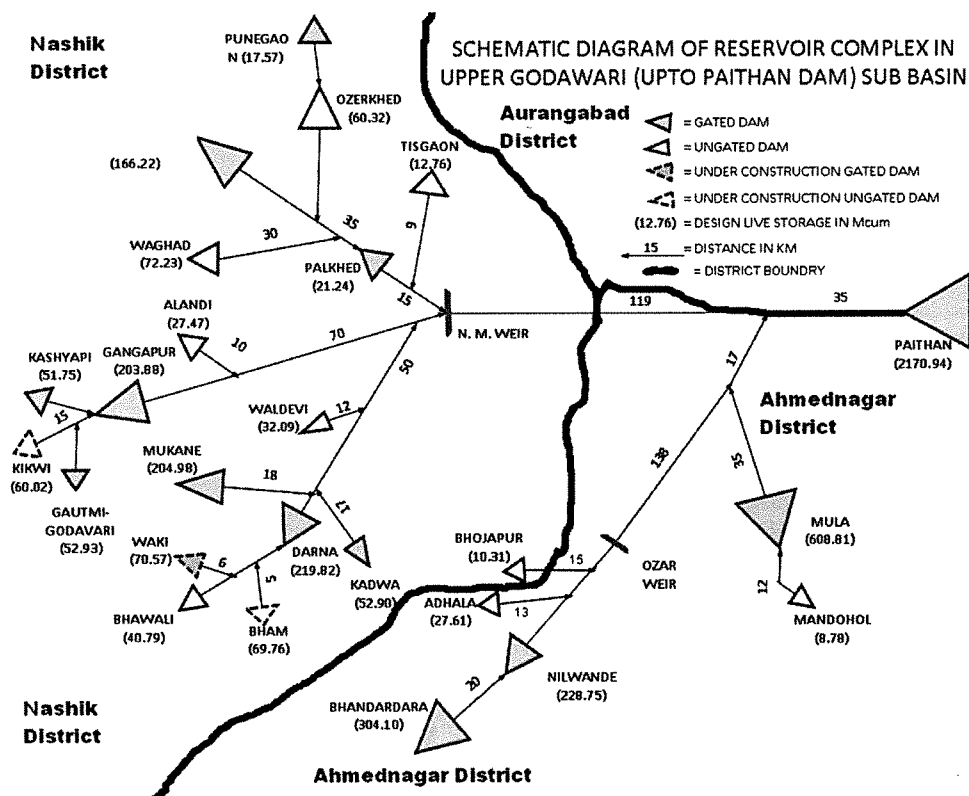 SCHEMATIC DIAGRAM OF RESERVOIR COMPLEX IN
UPPER GODAWARI (UPTO PAITHAN DAM) SUB BASIN
Nashik
District
PUNEGAO
N (17.57)
OZERKHED
(60.32)
Aurangabad
District
= GATED DAM
= UNGATED DAM
= UNDER CONSTRUCTION GATED DAM
= UNDER CONSTRUCTION UNGATED DAM
(12.76) = DESIGN LIVE STORAGE IN Mcum
15 = DISTANCE IN KM
= DISTRICT BOUNDRY
(166.22)
TISGAON
(12.76)
9
35
30
WAGHAD
(72.23)
PALKHED
(21.24)
15
N. M. WEIR
119
35
PAITHAN
(2170.94)
ALANDI
(27.47)
10
70
KASHYAPI
(51.75)
GANGAPUR
(203.88)
15
KIKWI
(60.02)
GAUTMI-
GODAVARI
(52.93)
50
WALDEVI
(32.09)
12
17
Ahmednagar
District
138
35
MUKANE
(204.98)
18
17
MULA
(608.81)
WAKI
(70.57)
6
DARNA
(219.82)
KADWA
(52.90)
5
BHAWALI
(40.79)
BHAM
(69.76)
BHOJAPUR
(10.31)
15
OZAR
WEIR
ADHALA
(27.61)
13
12
MANDOHOL
(8.78)
NILWANDE
(228.75)
20
BHANDARDARA
(304.10)
Nashik
District
Ahmednagar District